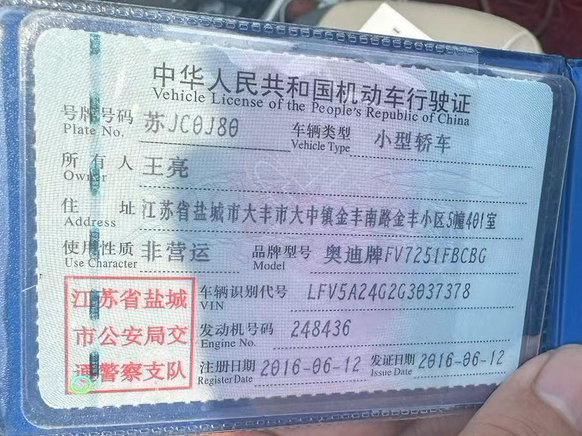 中华人民共和国机动车行驶证
Vehicle License of the People's Republic of China
号牌号码 苏JC0J80 车辆类型 小型轿车
Plate No. Vehicle Type
所有人 王亮
Owner
住址 江苏省盐城市大丰市大中镇金丰南路金丰小区5幢401室
Address
使用性质 非营运 品牌型号 奥迪牌FV7251FBCBG
Use Character Model
江苏省盐城
市公安局交
通警察支队
车辆识别代号 LFV5A24G2G3037378
VIN
发动机号码 248436
Engine No.
注册日期 2016-06-12 发证日期 2016-06-12
Register Date Issue Date